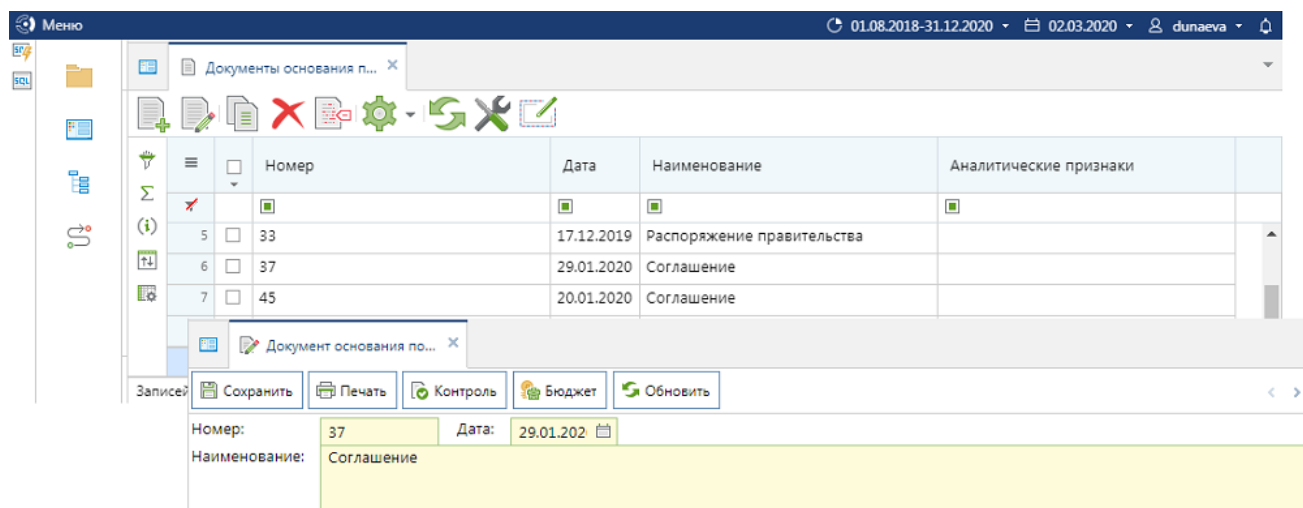 Меню 01.08.2018-31.12.2020 02.03.2020 dunaeva
SQL
Документы основания п...
Номер Дата Наименование Аналитические признаки
5 33 17.12.2019 Распоряжение правительства
6 37 29.01.2020 Соглашение
7 45 20.01.2020 Соглашение
Документ основания по...
Записей Сохранить Печать Контроль Бюджет Обновить
Номер: 37 Дата: 29.01.202
Наименование: Соглашение